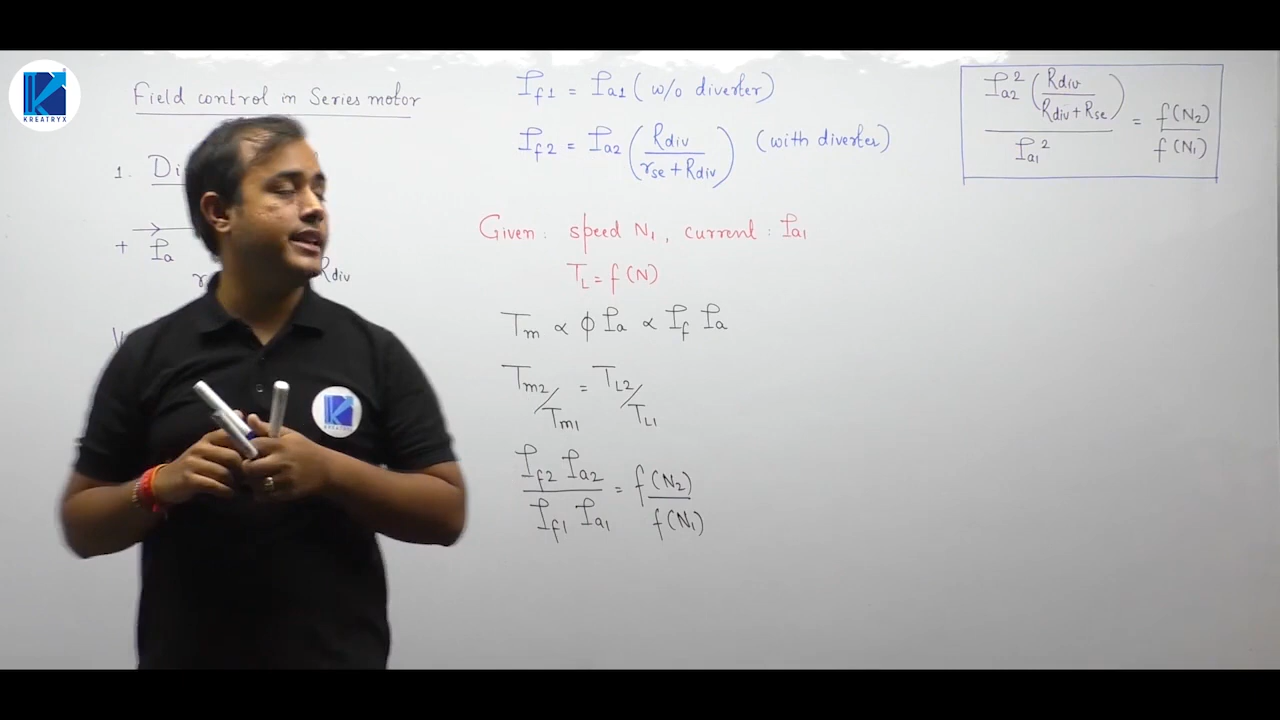 KREATRYX
Field control in Series motor
1. Di
+ Ia
Rdiv
If1 = Ia1 (w/o diverter)
If2 = Ia2 (Rdiv / rse + Rdiv) (with diverter)
Given: speed N1, current: Ia1
TL = f(N)
Tm ∝ φ Ia ∝ If Ia
Tm2/Tm1 = TL2/TL1
If2 Ia2 / If1 Ia1 = f(N2) / f(N1)
Ia2² (Rdiv / Rdiv + Rse) / Ia1² = f(N2) / f(N1)
KREATRYX